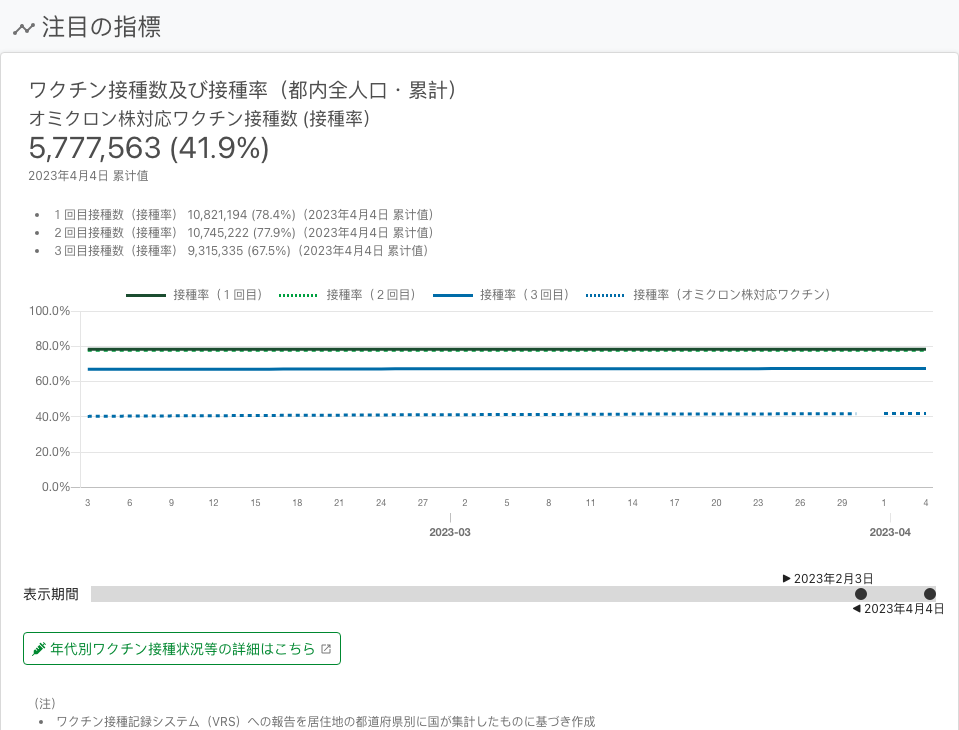 注目の指標
ワクチン接種数及び接種率（都内全人口・累計）
オミクロン株対応ワクチン接種数 (接種率)
5,777,563 (41.9%)
2023年4月4日 累計値
• 1回目接種数（接種率） 10,821,194 (78.4%)（2023年4月4日 累計値）
• 2回目接種数（接種率） 10,745,222 (77.9%)（2023年4月4日 累計値）
• 3回目接種数（接種率） 9,315,335 (67.5%)（2023年4月4日 累計値）
接種率（1回目） 接種率（2回目） 接種率（3回目） 接種率（オミクロン株対応ワクチン）
100.0%
80.0%
60.0%
40.0%
20.0%
0.0%
3 6 9 12 15 18 21 24 27 2 5 8 11 14 17 20 23 26 29 1 4
2023-03 2023-04
▶ 2023年2月3日
表示期間
◀ 2023年4月4日
年代別ワクチン接種状況等の詳細はこちら
（注）
• ワクチン接種記録システム（VRS）への報告を居住地の都道府県別に国が集計したものに基づき作成